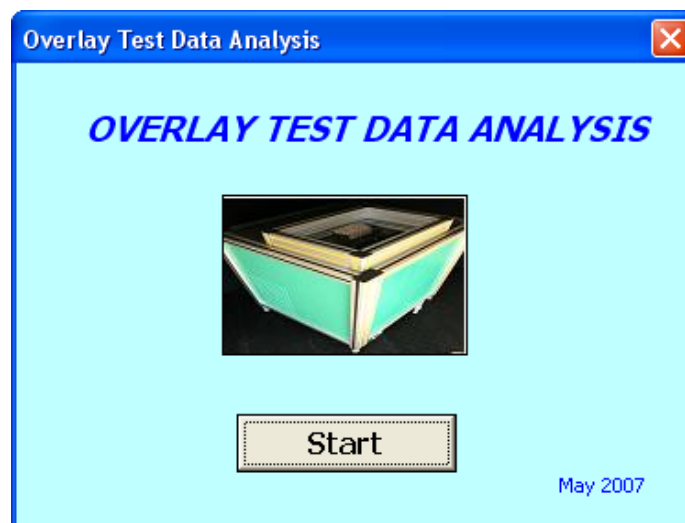 Overlay Test Data Analysis
OVERLAY TEST DATA ANALYSIS
Start
May 2007